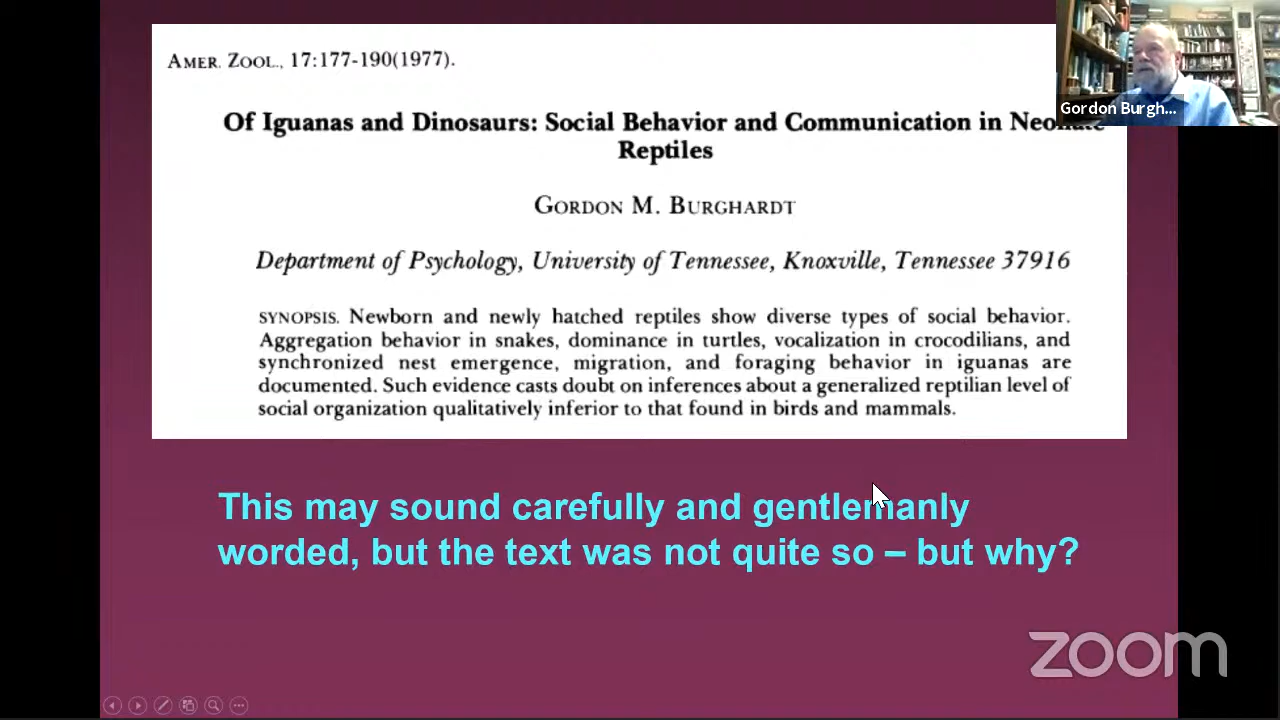 AMER. ZOOL., 17:177-190(1977).
Of Iguanas and Dinosaurs: Social Behavior and Communication in Neonate
Reptiles
GORDON M. BURGHARDT
Department of Psychology, University of Tennessee, Knoxville, Tennessee 37916
SYNOPSIS. Newborn and newly hatched reptiles show diverse types of social behavior.
Aggregation behavior in snakes, dominance in turtles, vocalization in crocodilians, and
synchronized nest emergence, migration, and foraging behavior in iguanas are
documented. Such evidence casts doubt on inferences about a generalized reptilian level of
social organization qualitatively inferior to that found in birds and mammals.
Gordon Burgh...
This may sound carefully and gentlemanly
worded, but the text was not quite so – but why?
zoom